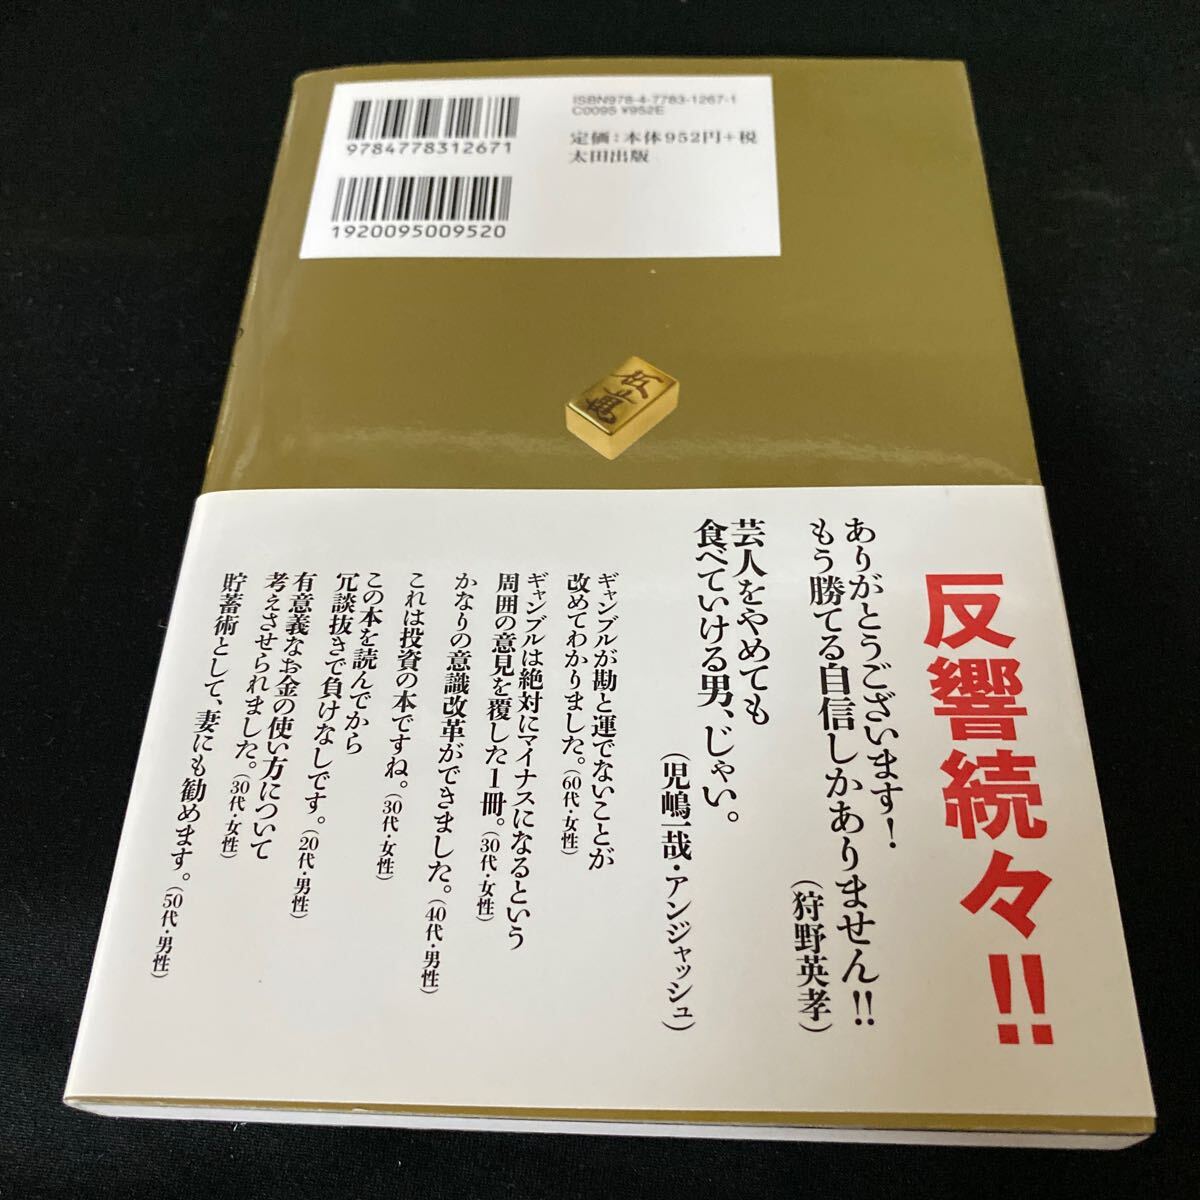 ISBN978-4-7783-1267-1
C0095 ¥952E
定価:本体952円+税
太田出版
9784778312671
1920095009520
伍萬
反響続々!!
ありがとうございます!
もう勝てる自信しかありません!!
(狩野英孝)
芸人をやめても
食べていける男、じゃい。
(児嶋一哉・アンジャッシュ)
ギャンブルが勘と運でないことが
改めてわかりました。(60代・女性)
ギャンブルは絶対にマイナスになるという
周囲の意見を覆した1冊。(30代・女性)
かなりの意識改革ができました。(40代・男性)
これは投資の本ですね。(30代・女性)
この本を読んでから
冗談抜きで負けなしです。(20代・男性)
有意義なお金の使い方について
考えさせられました。(30代・女性)
貯蓄術として、妻にも勧めます。(50代・男性)